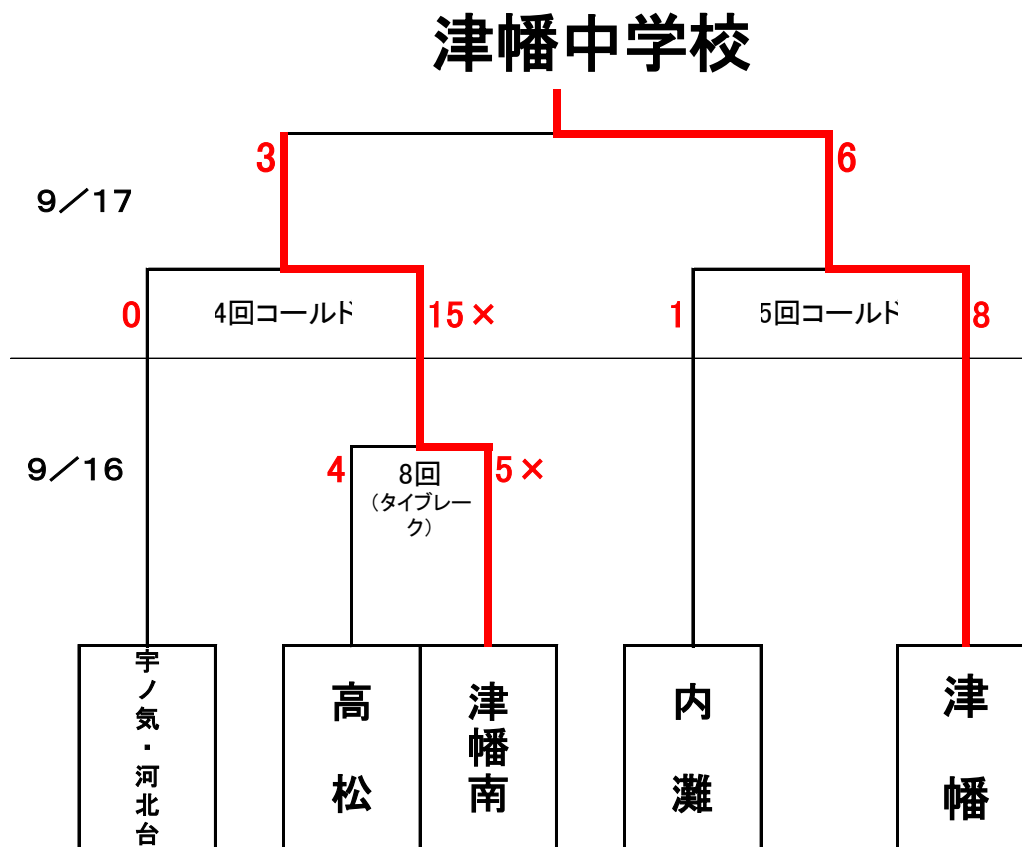 津幡中学校
3
6
9／17
0
4回コールド
15×
1
5回コールド
8
9／16
4
8回
（タイブレー
ク）
5×
宇ノ気・河北台
高松
津幡南
内灘
津幡